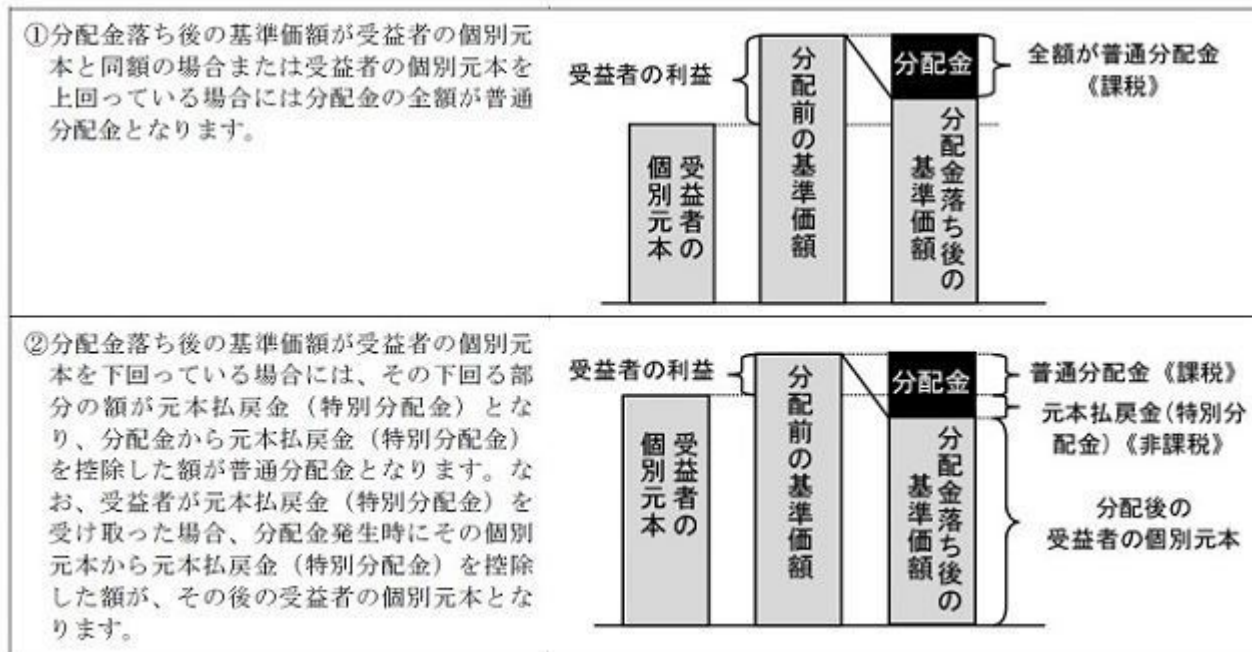 ①分配金落ち後の基準価額が受益者の個別元
本と同額の場合または受益者の個別元本を
上回っている場合には分配金の全額が普通
分配金となります。
受益者の利益
受益者の
個別元本
分配前の基準価額
分配金
分配金落ち後の
基準価額
全額が普通分配金
《課税》
②分配金落ち後の基準価額が受益者の個別元
本を下回っている場合には、その下回る部
分の額が元本払戻金（特別分配金）とな
り、分配金から元本払戻金（特別分配金）
を控除した額が普通分配金となります。な
お、受益者が元本払戻金（特別分配金）を
受け取った場合、分配金発生時にその個別
元本から元本払戻金（特別分配金）を控除
した額が、その後の受益者の個別元本とな
ります。
受益者の利益
受益者の
個別元本
分配前の基準価額
分配金
分配金落ち後の
基準価額
普通分配金《課税》
元本払戻金（特別分
配金）《非課税》
分配後の
受益者の個別元本